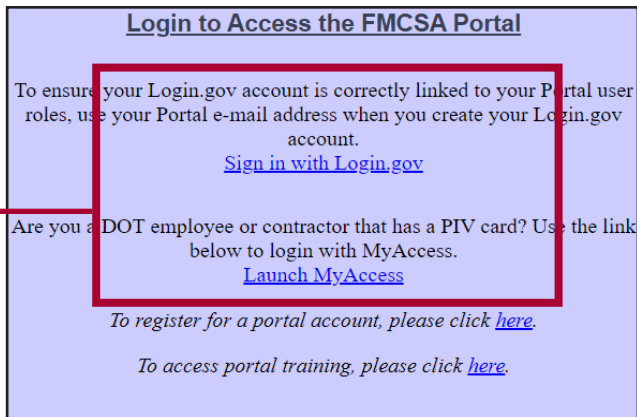 Login to Access the FMCSA Portal
To ensure your Login.gov account is correctly linked to your Portal user
roles, use your Portal e-mail address when you create your Login.gov
account.
Sign in with Login.gov
Are you a DOT employee or contractor that has a PIV card? Use the link
below to login with MyAccess.
Launch MyAccess
To register for a portal account, please click here.
To access portal training, please click here.